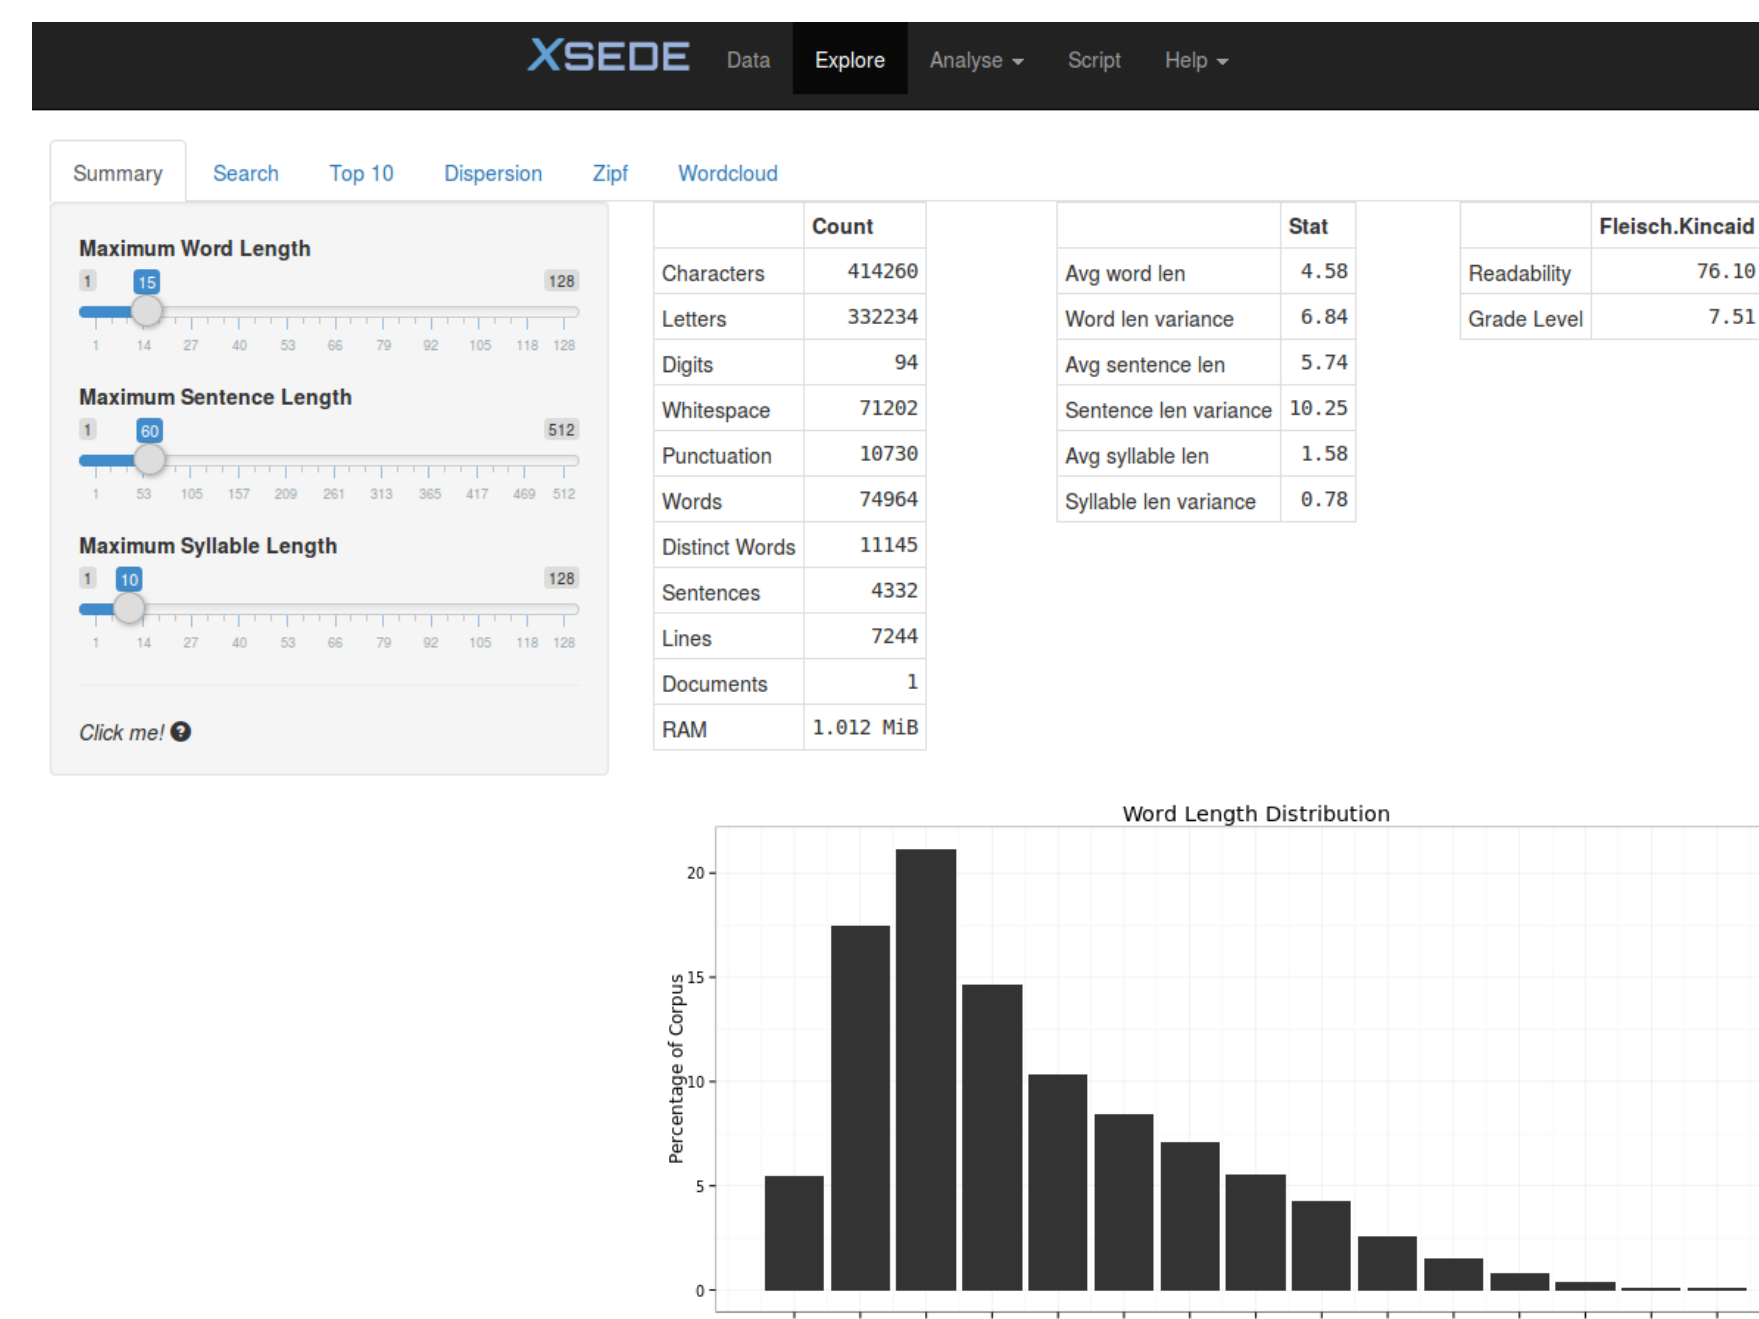 XSEDE Data Explore Analyse Script Help
Summary Search Top 10 Dispersion Zipf Wordcloud
Maximum Word Length
1 15 128
1 14 27 40 53 66 79 92 105 118 128
Maximum Sentence Length
1 60 512
1 53 105 157 209 261 313 365 417 469 512
Maximum Syllable Length
1 10 128
1 14 27 40 53 66 79 92 105 118 128
Click me! ?
Count
Characters 414260
Letters 332234
Digits 94
Whitespace 71202
Punctuation 10730
Words 74964
Distinct Words 11145
Sentences 4332
Lines 7244
Documents 1
RAM 1.012 MiB
Stat
Avg word len 4.58
Word len variance 6.84
Avg sentence len 5.74
Sentence len variance 10.25
Avg syllable len 1.58
Syllable len variance 0.78
Fleisch.Kincaid
Readability 76.10
Grade Level 7.51
Word Length Distribution
Percentage of Corpus
20
15
10
5
0